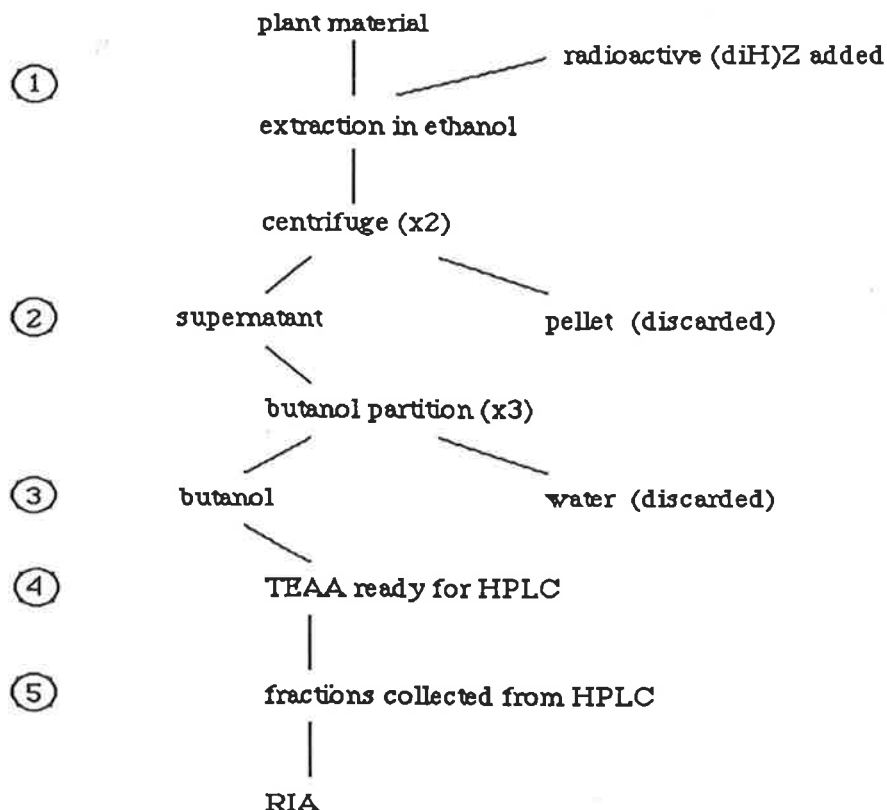 plant material
radioactive (diH)Z added
1
extraction in ethanol
centrifuge (x2)
2
supernatant
pellet (discarded)
butanol partition (x3)
3
butanol
water (discarded)
4
TEAA ready for HPLC
5
fractions collected from HPLC
RIA